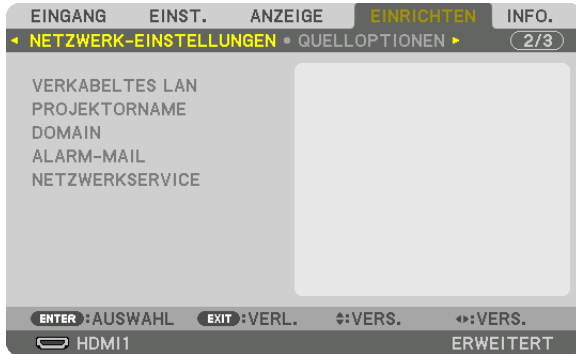 EINGANG EINST. ANZEIGE EINRICHTEN INFO.
◂ NETZWERK-EINSTELLUNGEN • QUELLOPTIONEN ▸ 2/3
VERKABELTES LAN
PROJEKTORNAME
DOMAIN
ALARM-MAIL
NETZWERKSERVICE
ENTER :AUSWAHL EXIT :VERL. ♦:VERS. ◂▸:VERS.
HDMI1 ERWEITERT